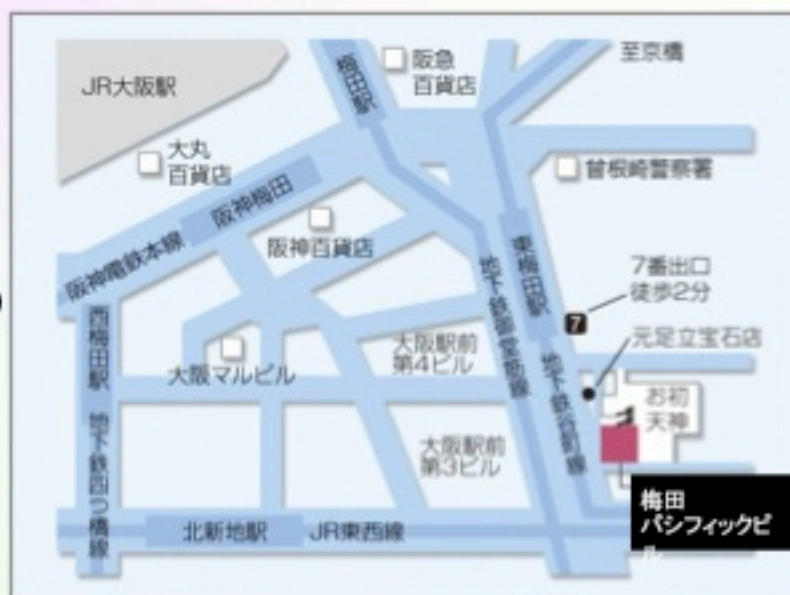 JR大阪駅
梅田駅
阪急
百貨店
至京橋
大丸
百貨店
阪神梅田
曾根崎警察署
阪神百貨店
阪神電鉄本線
東梅田駅
7番出口
徒歩2分
7
西梅田駅
地下鉄御堂筋線
大阪駅前
第4ビル
元足立宝石店
大阪マルビル
地下鉄谷町線
お初
天神
地下鉄四つ橋線
大阪駅前
第3ビル
北新地駅
JR東西線
梅田
パシフィックビ
ル